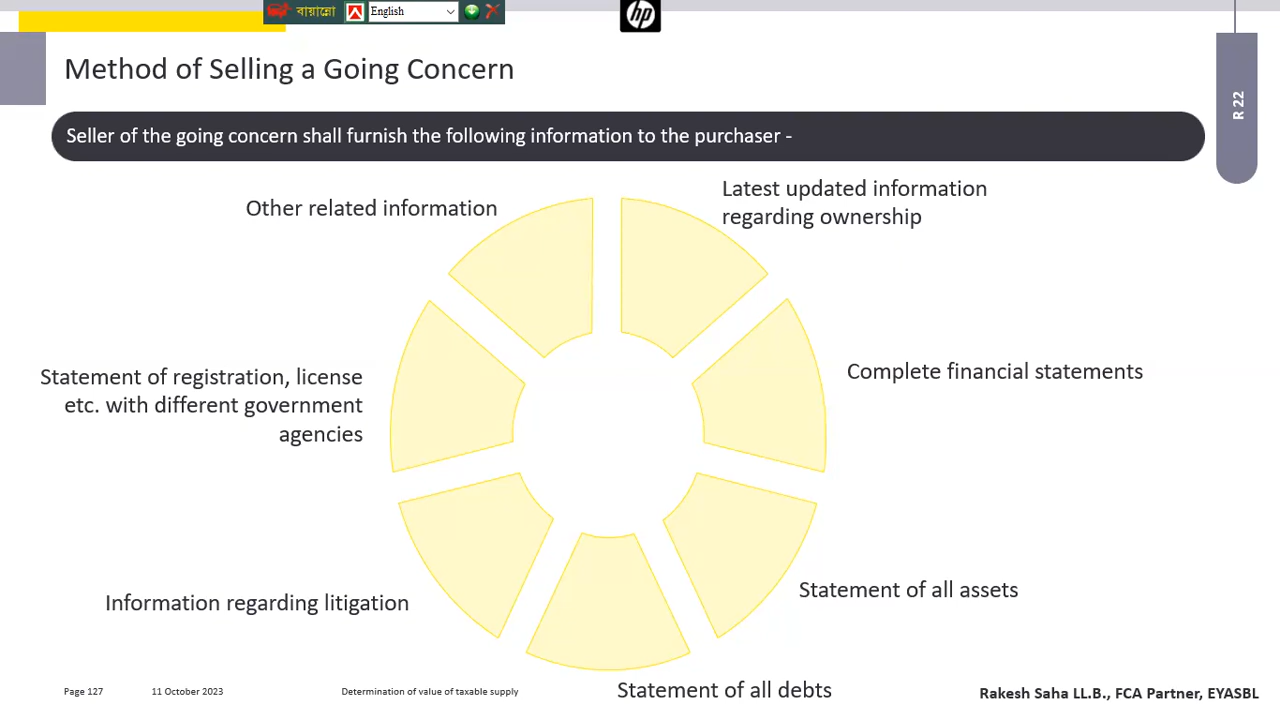 বায়ান্নো
English
hp
Method of Selling a Going Concern
R 22
Seller of the going concern shall furnish the following information to the purchaser -
Latest updated information
regarding ownership
Complete financial statements
Statement of all assets
Statement of all debts
Information regarding litigation
Statement of registration, license
etc. with different government
agencies
Other related information
Page 127
11 October 2023
Determination of value of taxable supply
Rakesh Saha LL.B., FCA Partner, EYASBL